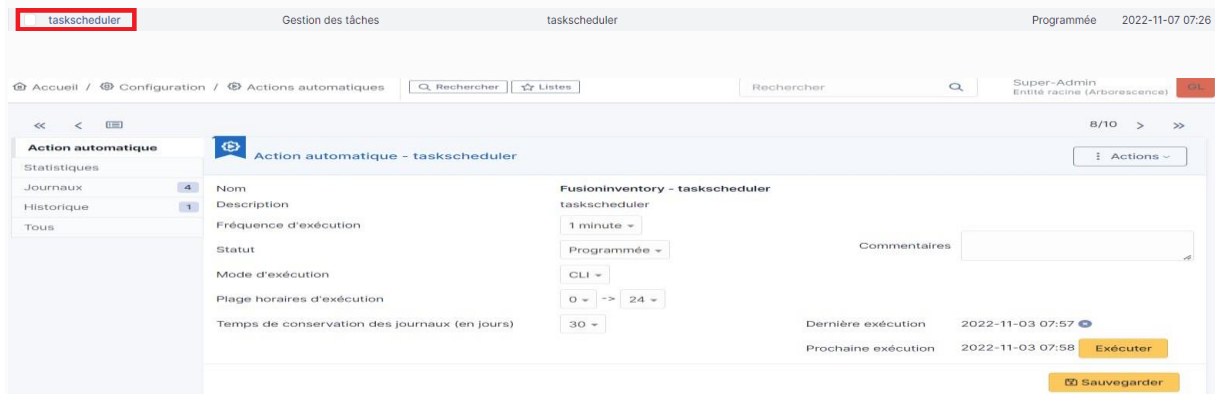 taskscheduler Gestion des tâches taskscheduler Programmée 2022-11-07 07:26
Accueil / Configuration / Actions automatiques Rechercher Listes Rechercher Super-Admin
Entité racine (Arborescence) GL
8/10
Action automatique
Statistiques
Journaux 4
Historique 1
Tous
Action automatique - taskscheduler Actions
Nom Fusioninventory - taskscheduler
Description taskscheduler
Fréquence d'exécution 1 minute
Statut Programmée Commentaires
Mode d'exécution CLI
Plage horaires d'exécution 0 -> 24
Temps de conservation des journaux (en jours) 30 Dernière exécution 2022-11-03 07:57
Prochaine exécution 2022-11-03 07:58 Exécuter
Sauvegarder